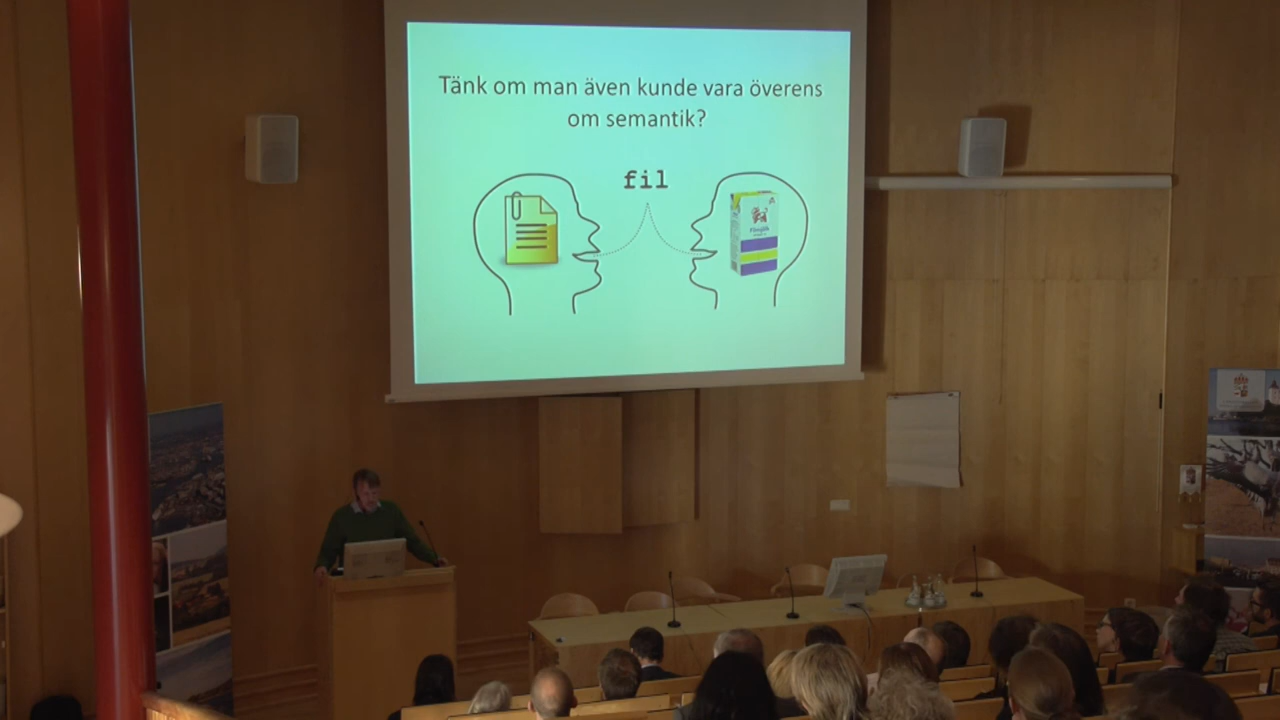 Tänk om man även kunde vara överens
om semantik?
fil